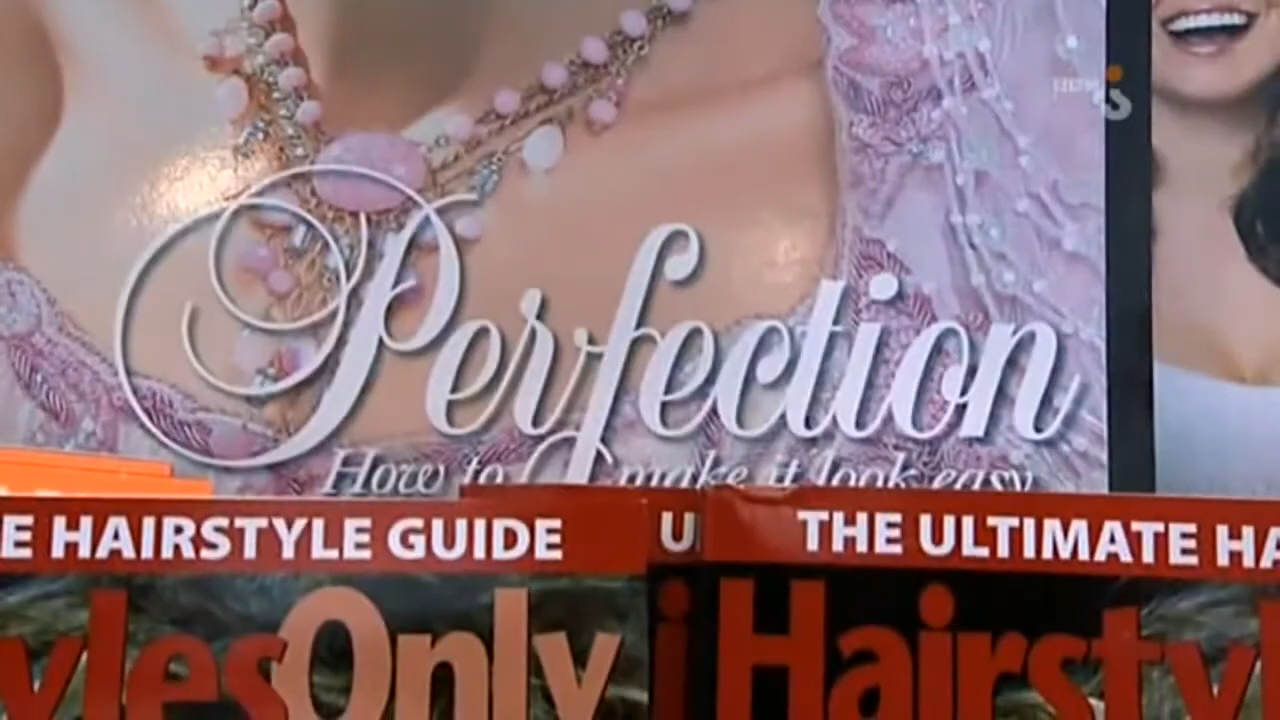 Perfection
How to make it look easy
E HAIRSTYLE GUIDE
U
THE ULTIMATE HA
ylesOnly
Hairstyl